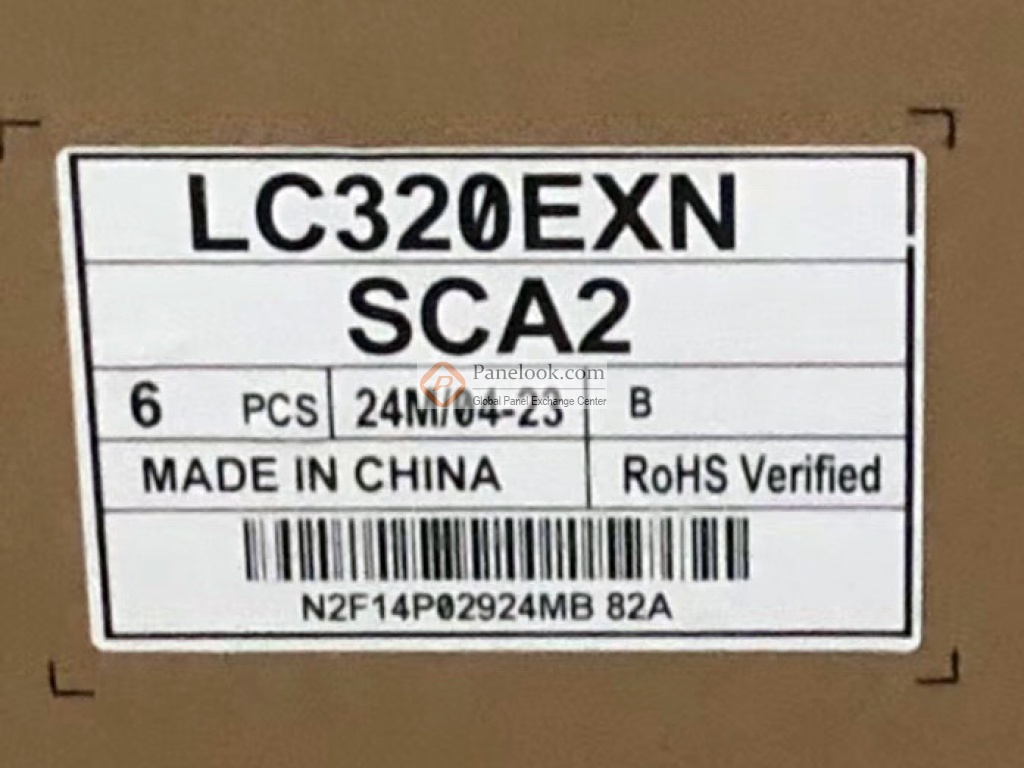 LC320EXN
SCA2
Panelook.com
Global Panel Exchange Center
6 PCS 24M/04-23 B
MADE IN CHINA RoHS Verified
N2F14P02924MB 82A